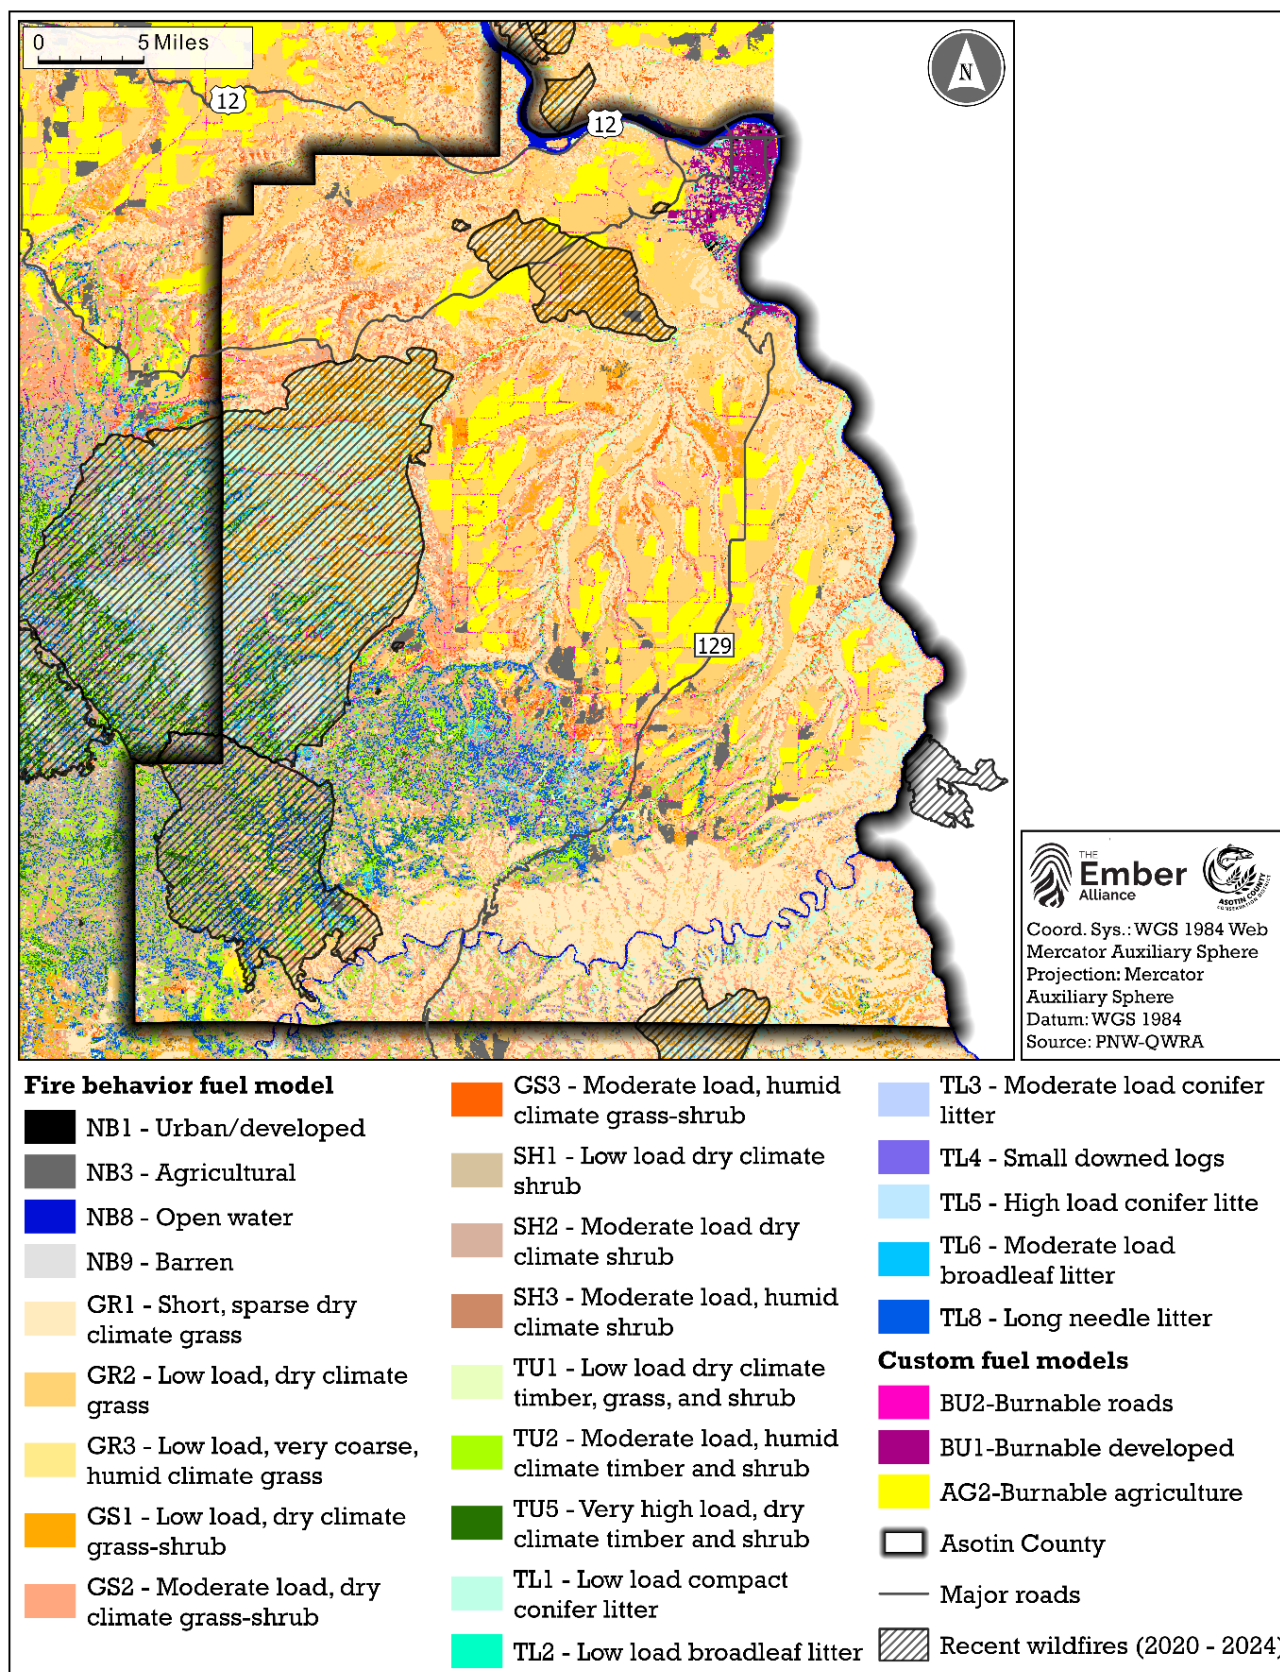 0 5 Miles
N
12
12
129
THE
Ember
Alliance
ASOTIN COUNTY
CONSERVATION DISTRICT
Coord. Sys.: WGS 1984 Web
Mercator Auxiliary Sphere
Projection: Mercator
Auxiliary Sphere
Datum: WGS 1984
Source: PNW-QWRA
Fire behavior fuel model
NB1 - Urban/developed
NB3 - Agricultural
NB8 - Open water
NB9 - Barren
GR1 - Short, sparse dry
climate grass
GR2 - Low load, dry climate
grass
GR3 - Low load, very coarse,
humid climate grass
GS1 - Low load, dry climate
grass-shrub
GS2 - Moderate load, dry
climate grass-shrub
GS3 - Moderate load, humid
climate grass-shrub
SH1 - Low load dry climate
shrub
SH2 - Moderate load dry
climate shrub
SH3 - Moderate load, humid
climate shrub
TU1 - Low load dry climate
timber, grass, and shrub
TU2 - Moderate load, humid
climate timber and shrub
TU5 - Very high load, dry
climate timber and shrub
TL1 - Low load compact
conifer litter
TL2 - Low load broadleaf litter
TL3 - Moderate load conifer
litter
TL4 - Small downed logs
TL5 - High load conifer litte
TL6 - Moderate load
broadleaf litter
TL8 - Long needle litter
Custom fuel models
BU2-Burnable roads
BU1-Burnable developed
AG2-Burnable agriculture
Asotin County
Major roads
Recent wildfires (2020 - 2024)